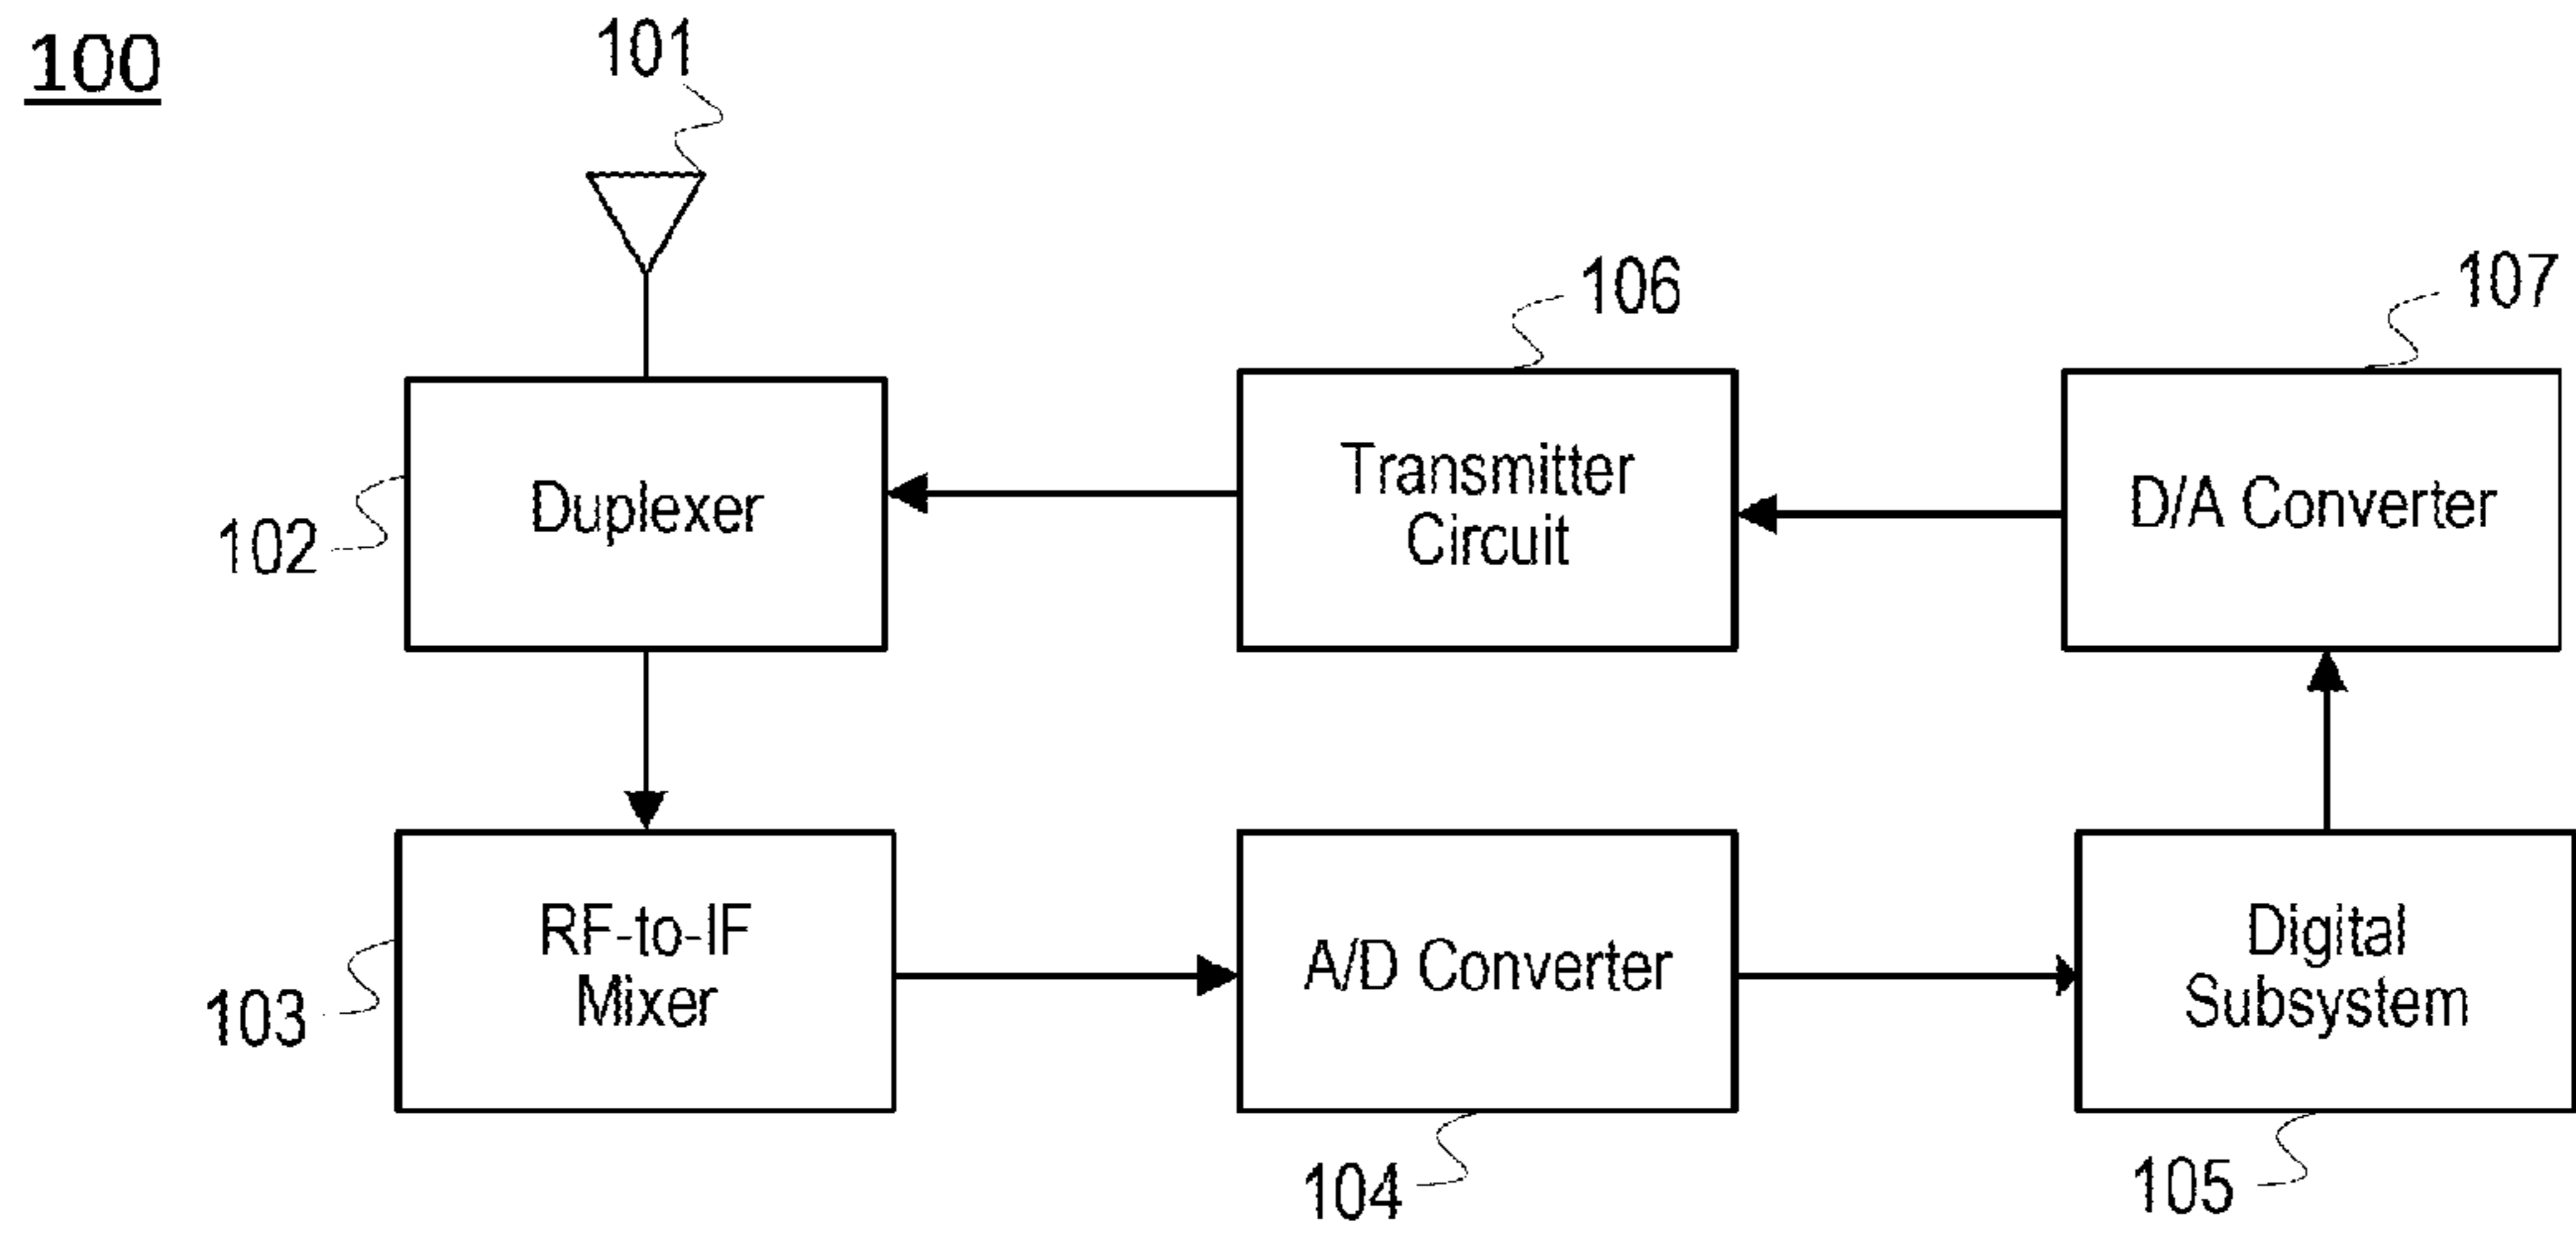 100
101
106
107
Duplexer
Transmitter
Circuit
D/A Converter
102
RF-to-IF
Mixer
A/D Converter
Digital
Subsystem
103
104
105